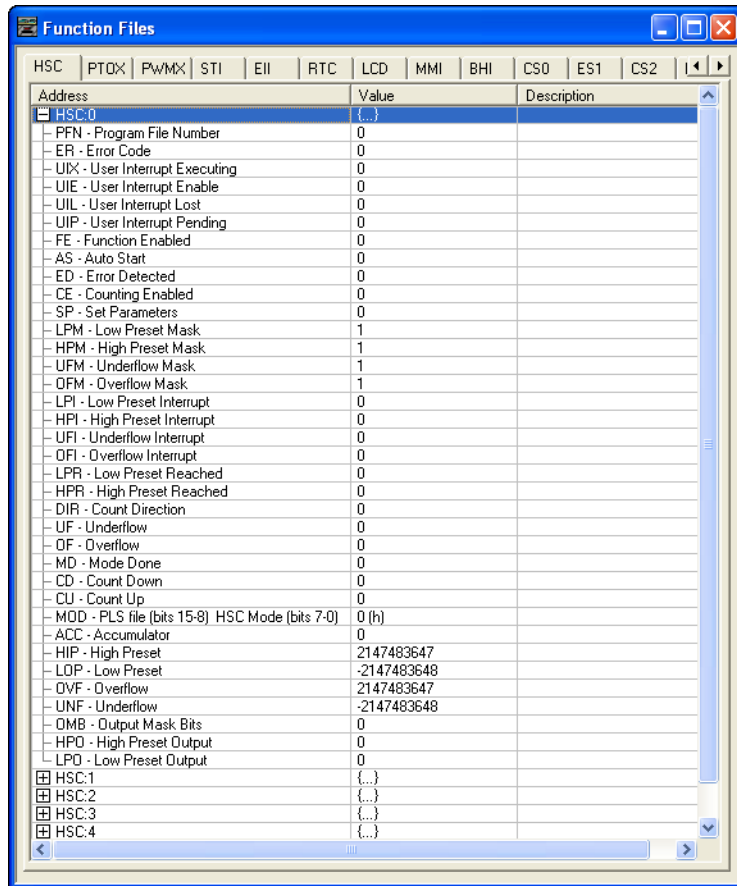 Function Files
HSC PTOX PWMX STI EII RTC LCD MMI BHI CS0 ES1 CS2
Address Value Description
HSC:0 {...}
PFN - Program File Number 0
ER - Error Code 0
UIX - User Interrupt Executing 0
UIE - User Interrupt Enable 0
UIL - User Interrupt Lost 0
UIP - User Interrupt Pending 0
FE - Function Enabled 0
AS - Auto Start 0
ED - Error Detected 0
CE - Counting Enabled 0
SP - Set Parameters 0
LPM - Low Preset Mask 1
HPM - High Preset Mask 1
UFM - Underflow Mask 1
OFM - Overflow Mask 1
LPI - Low Preset Interrupt 0
HPI - High Preset Interrupt 0
UFI - Underflow Interrupt 0
OFI - Overflow Interrupt 0
LPR - Low Preset Reached 0
HPR - High Preset Reached 0
DIR - Count Direction 0
UF - Underflow 0
OF - Overflow 0
MD - Mode Done 0
CD - Count Down 0
CU - Count Up 0
MOD - PLS file (bits 15-8) HSC Mode (bits 7-0) 0 (h)
ACC - Accumulator 0
HIP - High Preset 2147483647
LOP - Low Preset -2147483648
OVF - Overflow 2147483647
UNF - Underflow -2147483648
OMB - Output Mask Bits 0
HPO - High Preset Output 0
LPO - Low Preset Output 0
HSC:1 {...}
HSC:2 {...}
HSC:3 {...}
HSC:4 {...}